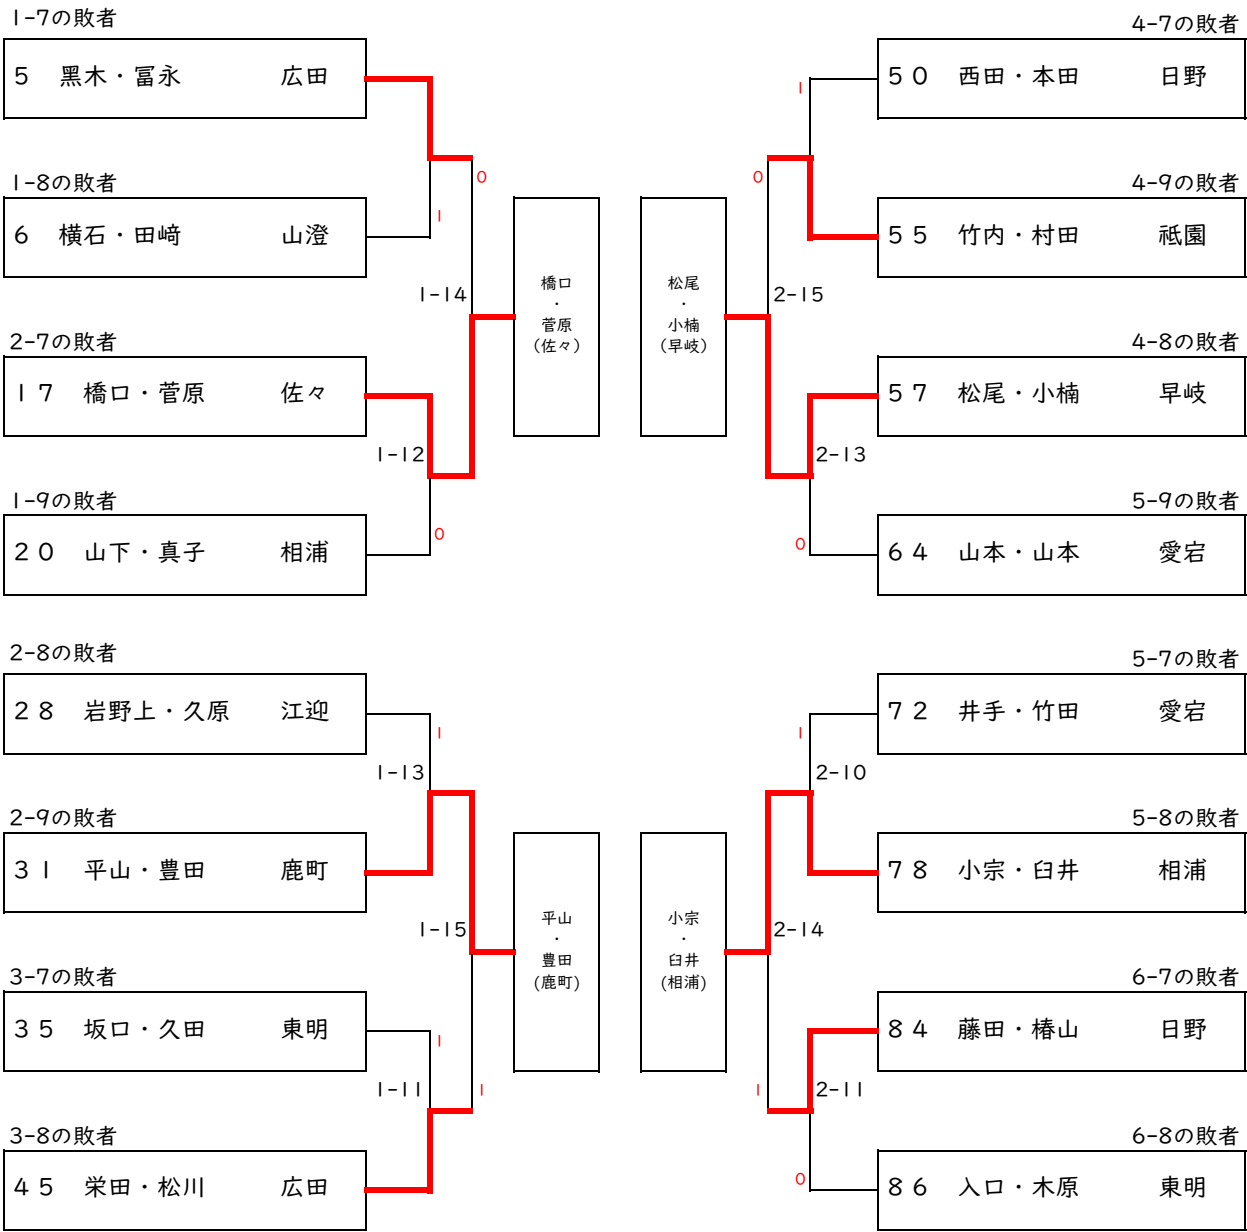 1-7の敗者
5 黒木・冨永 広田
1-8の敗者
6 横石・田﨑 山澄
2-7の敗者
17 橋口・菅原 佐々
1-9の敗者
20 山下・真子 相浦
2-8の敗者
28 岩野上・久原 江迎
2-9の敗者
31 平山・豊田 鹿町
3-7の敗者
35 坂口・久田 東明
3-8の敗者
45 栄田・松川 広田
0
1
1-14
1-12
0
1
1-13
1-15
1
1-11
1
橋口
・
菅原
(佐々)
平山
・
豊田
(鹿町)
松尾
・
小楠
(早岐)
小宗
・
臼井
(相浦)
1
0
2-15
2-13
0
1
2-10
2-14
1
2-11
0
4-7の敗者
50 西田・本田 日野
4-9の敗者
55 竹内・村田 祇園
4-8の敗者
57 松尾・小楠 早岐
5-9の敗者
64 山本・山本 愛宕
5-7の敗者
72 井手・竹田 愛宕
5-8の敗者
78 小宗・臼井 相浦
6-7の敗者
84 藤田・椿山 日野
6-8の敗者
86 入口・木原 東明